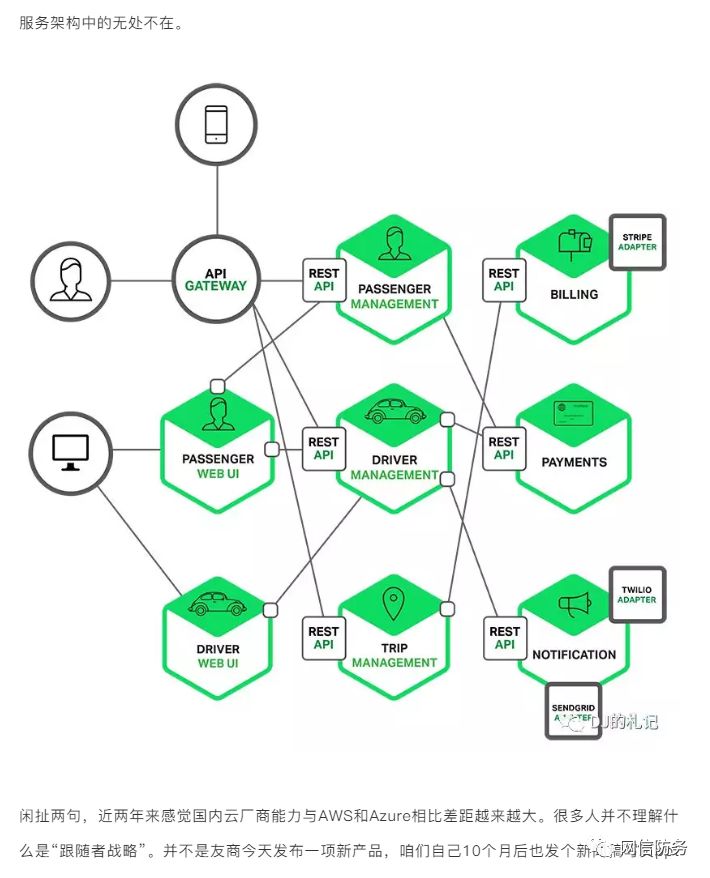 服务架构中的无处不在。
API
GATEWAY
REST
API
PASSENGER
MANAGEMENT
REST
API
BILLING
STRIPE
ADAPTER
PASSENGER
WEB UI
REST
API
DRIVER
MANAGEMENT
REST
API
PAYMENTS
DRIVER
WEB UI
REST
API
TRIP
MANAGEMENT
REST
API
NOTIFICATION
TWILIO
ADAPTER
SENDGRID
DJ的札记
闲扯两句，近两年来感觉国内云厂商能力与AWS和Azure相比差距越来越大。很多人并不理解什
么是“跟随者战略”。并不是友商今天发布一项新产品，咱们自己10个月后也发个新
网信防务